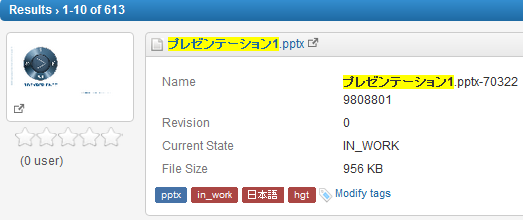 Results › 1-10 of 613
プレゼンテーション1.pptx
Name
プレゼンテーション1.pptx-70322
9808801
Revision
0
Current State
IN_WORK
File Size
956 KB
(0 user)
pptx in_work 日本語 hgt Modify tags